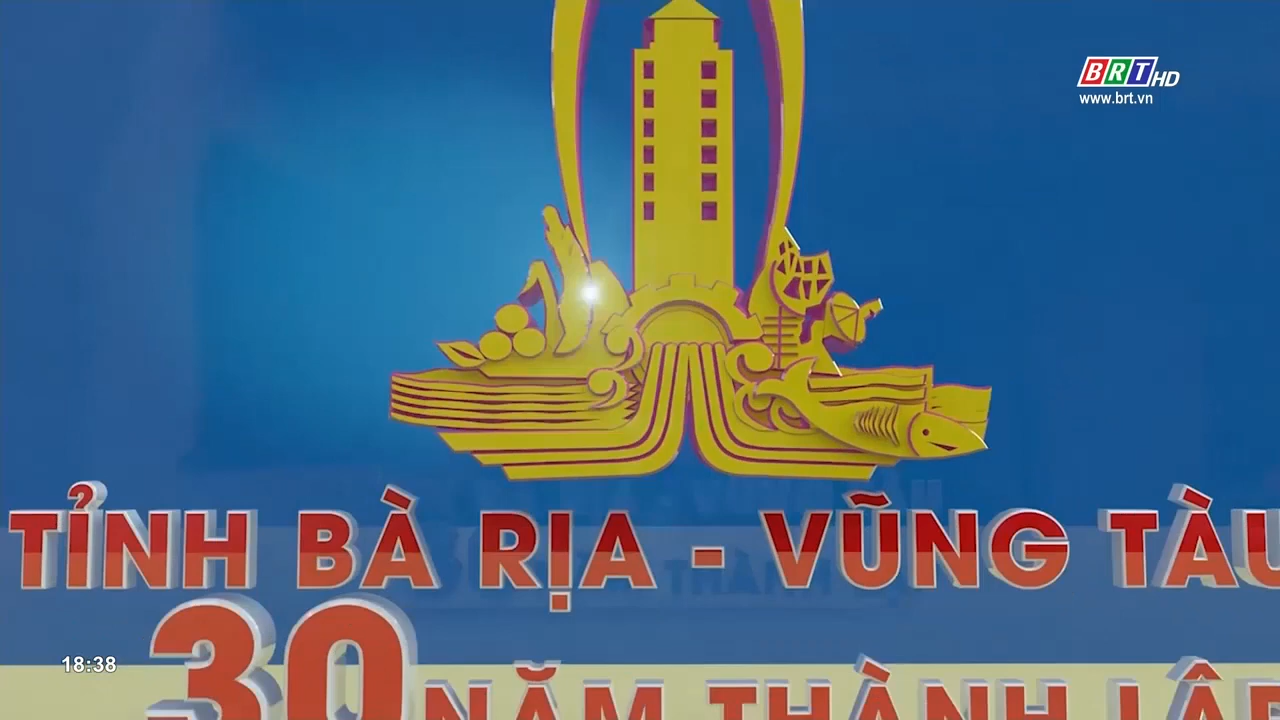 BRT HD
www.brt.vn
TỈNH BÀ RỊA - VŨNG TÀU
30 NĂM THÀNH LẬP
18:38